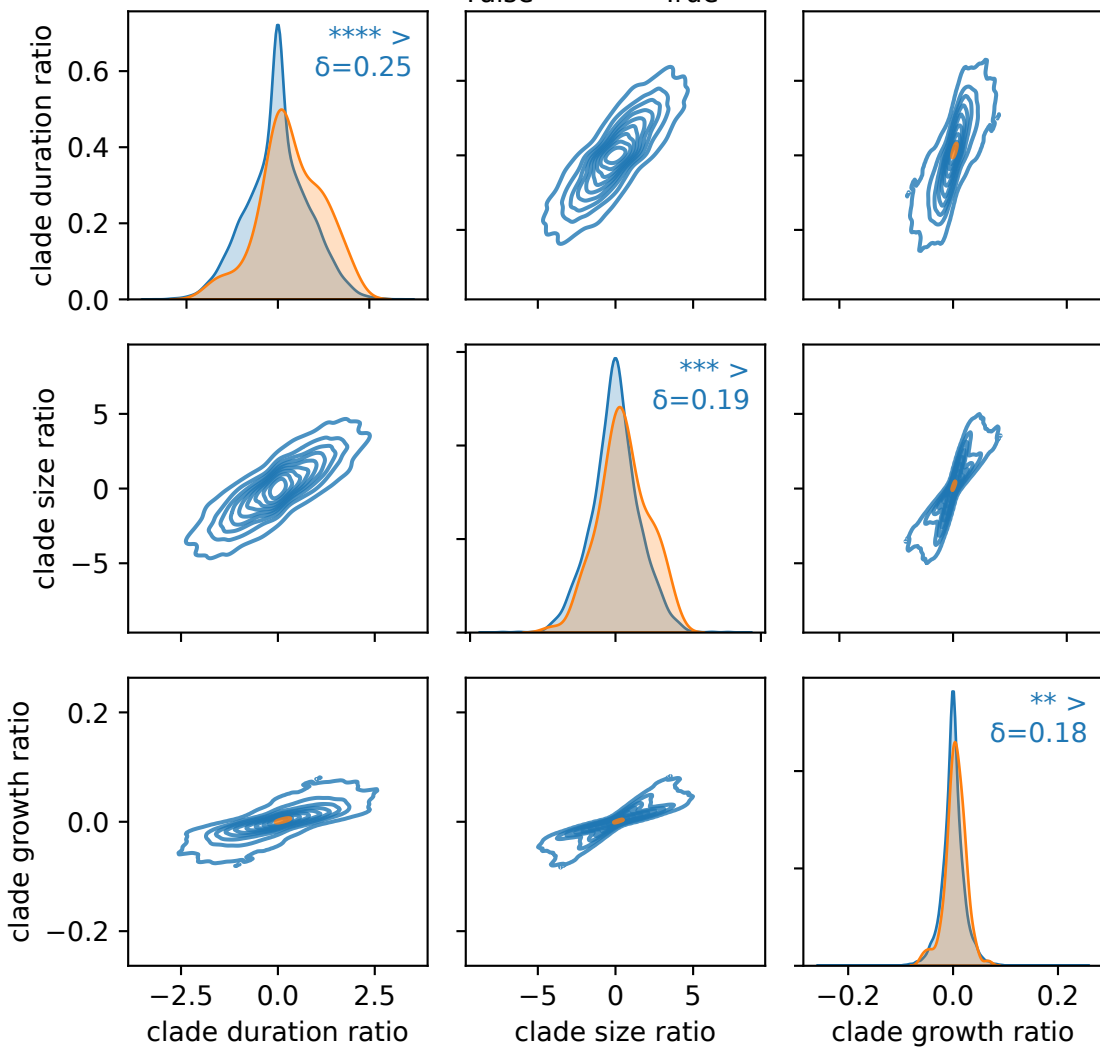 **** >
δ=0.25
clade duration ratio
0.6
0.4
0.2
0.0
*** >
δ=0.19
clade size ratio
5
0
−5
** >
δ=0.18
clade growth ratio
0.2
0.0
−0.2
−2.5 0.0 2.5
−5 0 5
−0.2 0.0 0.2
clade duration ratio
clade size ratio
clade growth ratio